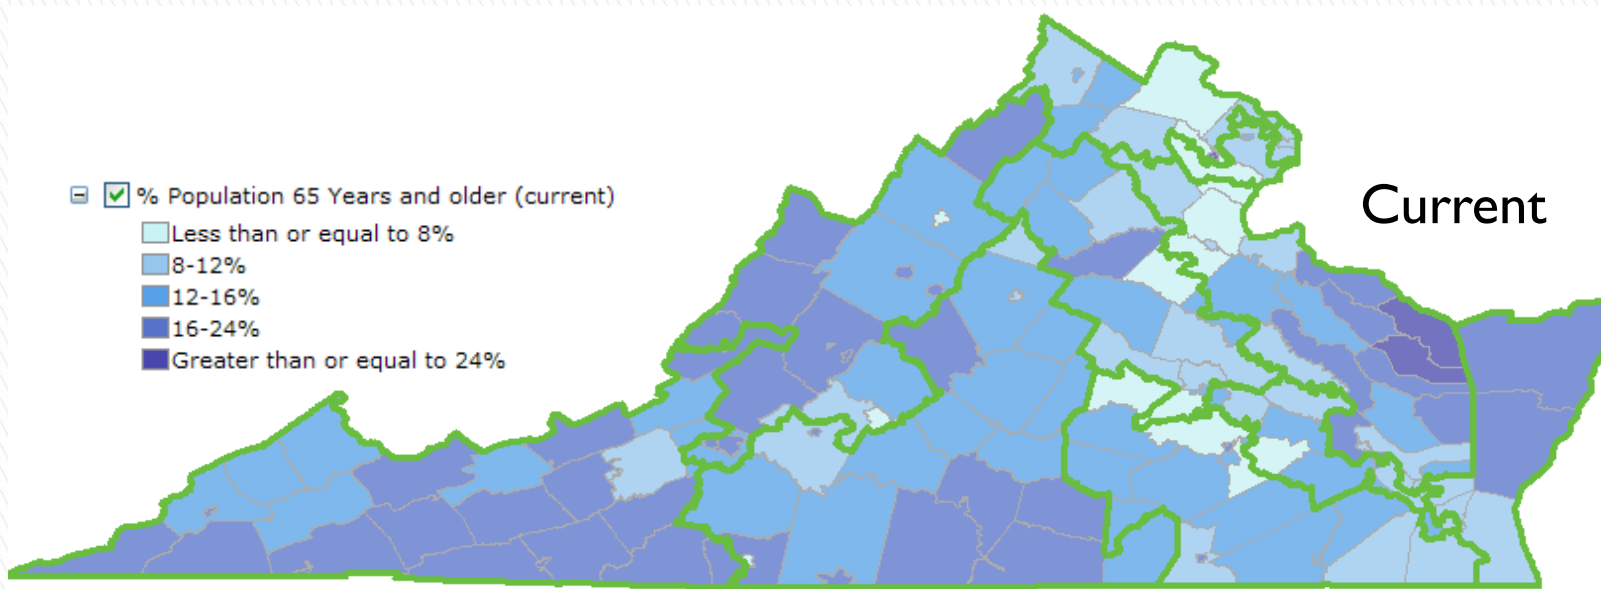 % Population 65 Years and older (current)
Less than or equal to 8%
8-12%
12-16%
16-24%
Greater than or equal to 24%
Current